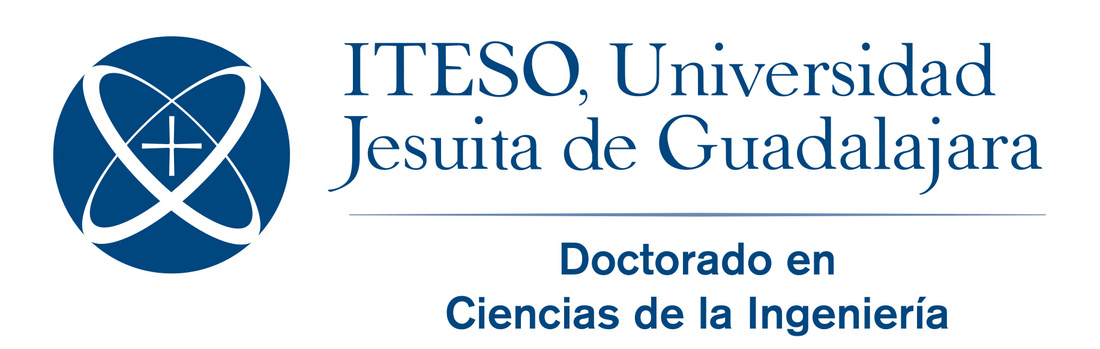 ITESO, Universidad
Jesuita de Guadalajara
Doctorado en
Ciencias de la Ingeniería